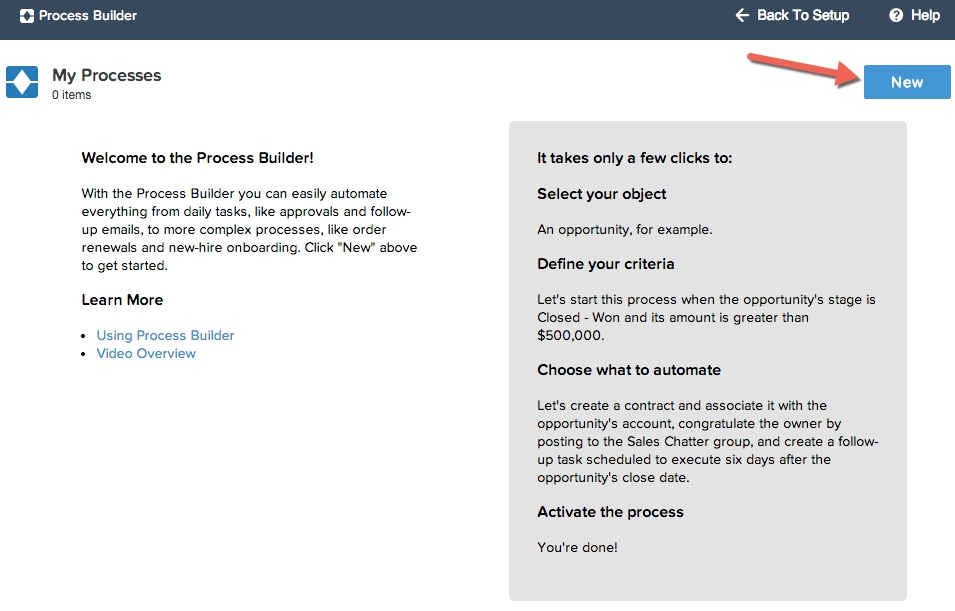 Process Builder
Back To Setup
Help
My Processes
0 items
New
Welcome to the Process Builder!
With the Process Builder you can easily automate
everything from daily tasks, like approvals and follow-
up emails, to more complex processes, like order
renewals and new-hire onboarding. Click "New" above
to get started.
Learn More
Using Process Builder
Video Overview
It takes only a few clicks to:
Select your object
An opportunity, for example.
Define your criteria
Let's start this process when the opportunity's stage is
Closed - Won and its amount is greater than
$500,000.
Choose what to automate
Let's create a contract and associate it with the
opportunity's account, congratulate the owner by
posting to the Sales Chatter group, and create a follow-
up task scheduled to execute six days after the
opportunity's close date.
Activate the process
You're done!